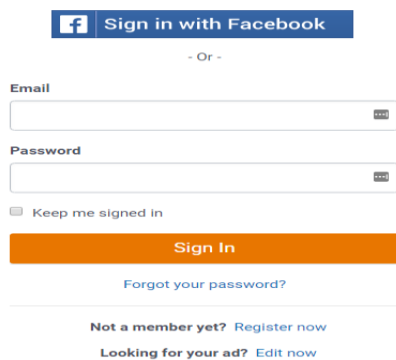 f Sign in with Facebook
- Or -
Email
Password
Keep me signed in
Sign In
Forgot your password?
Not a member yet? Register now
Looking for your ad? Edit now